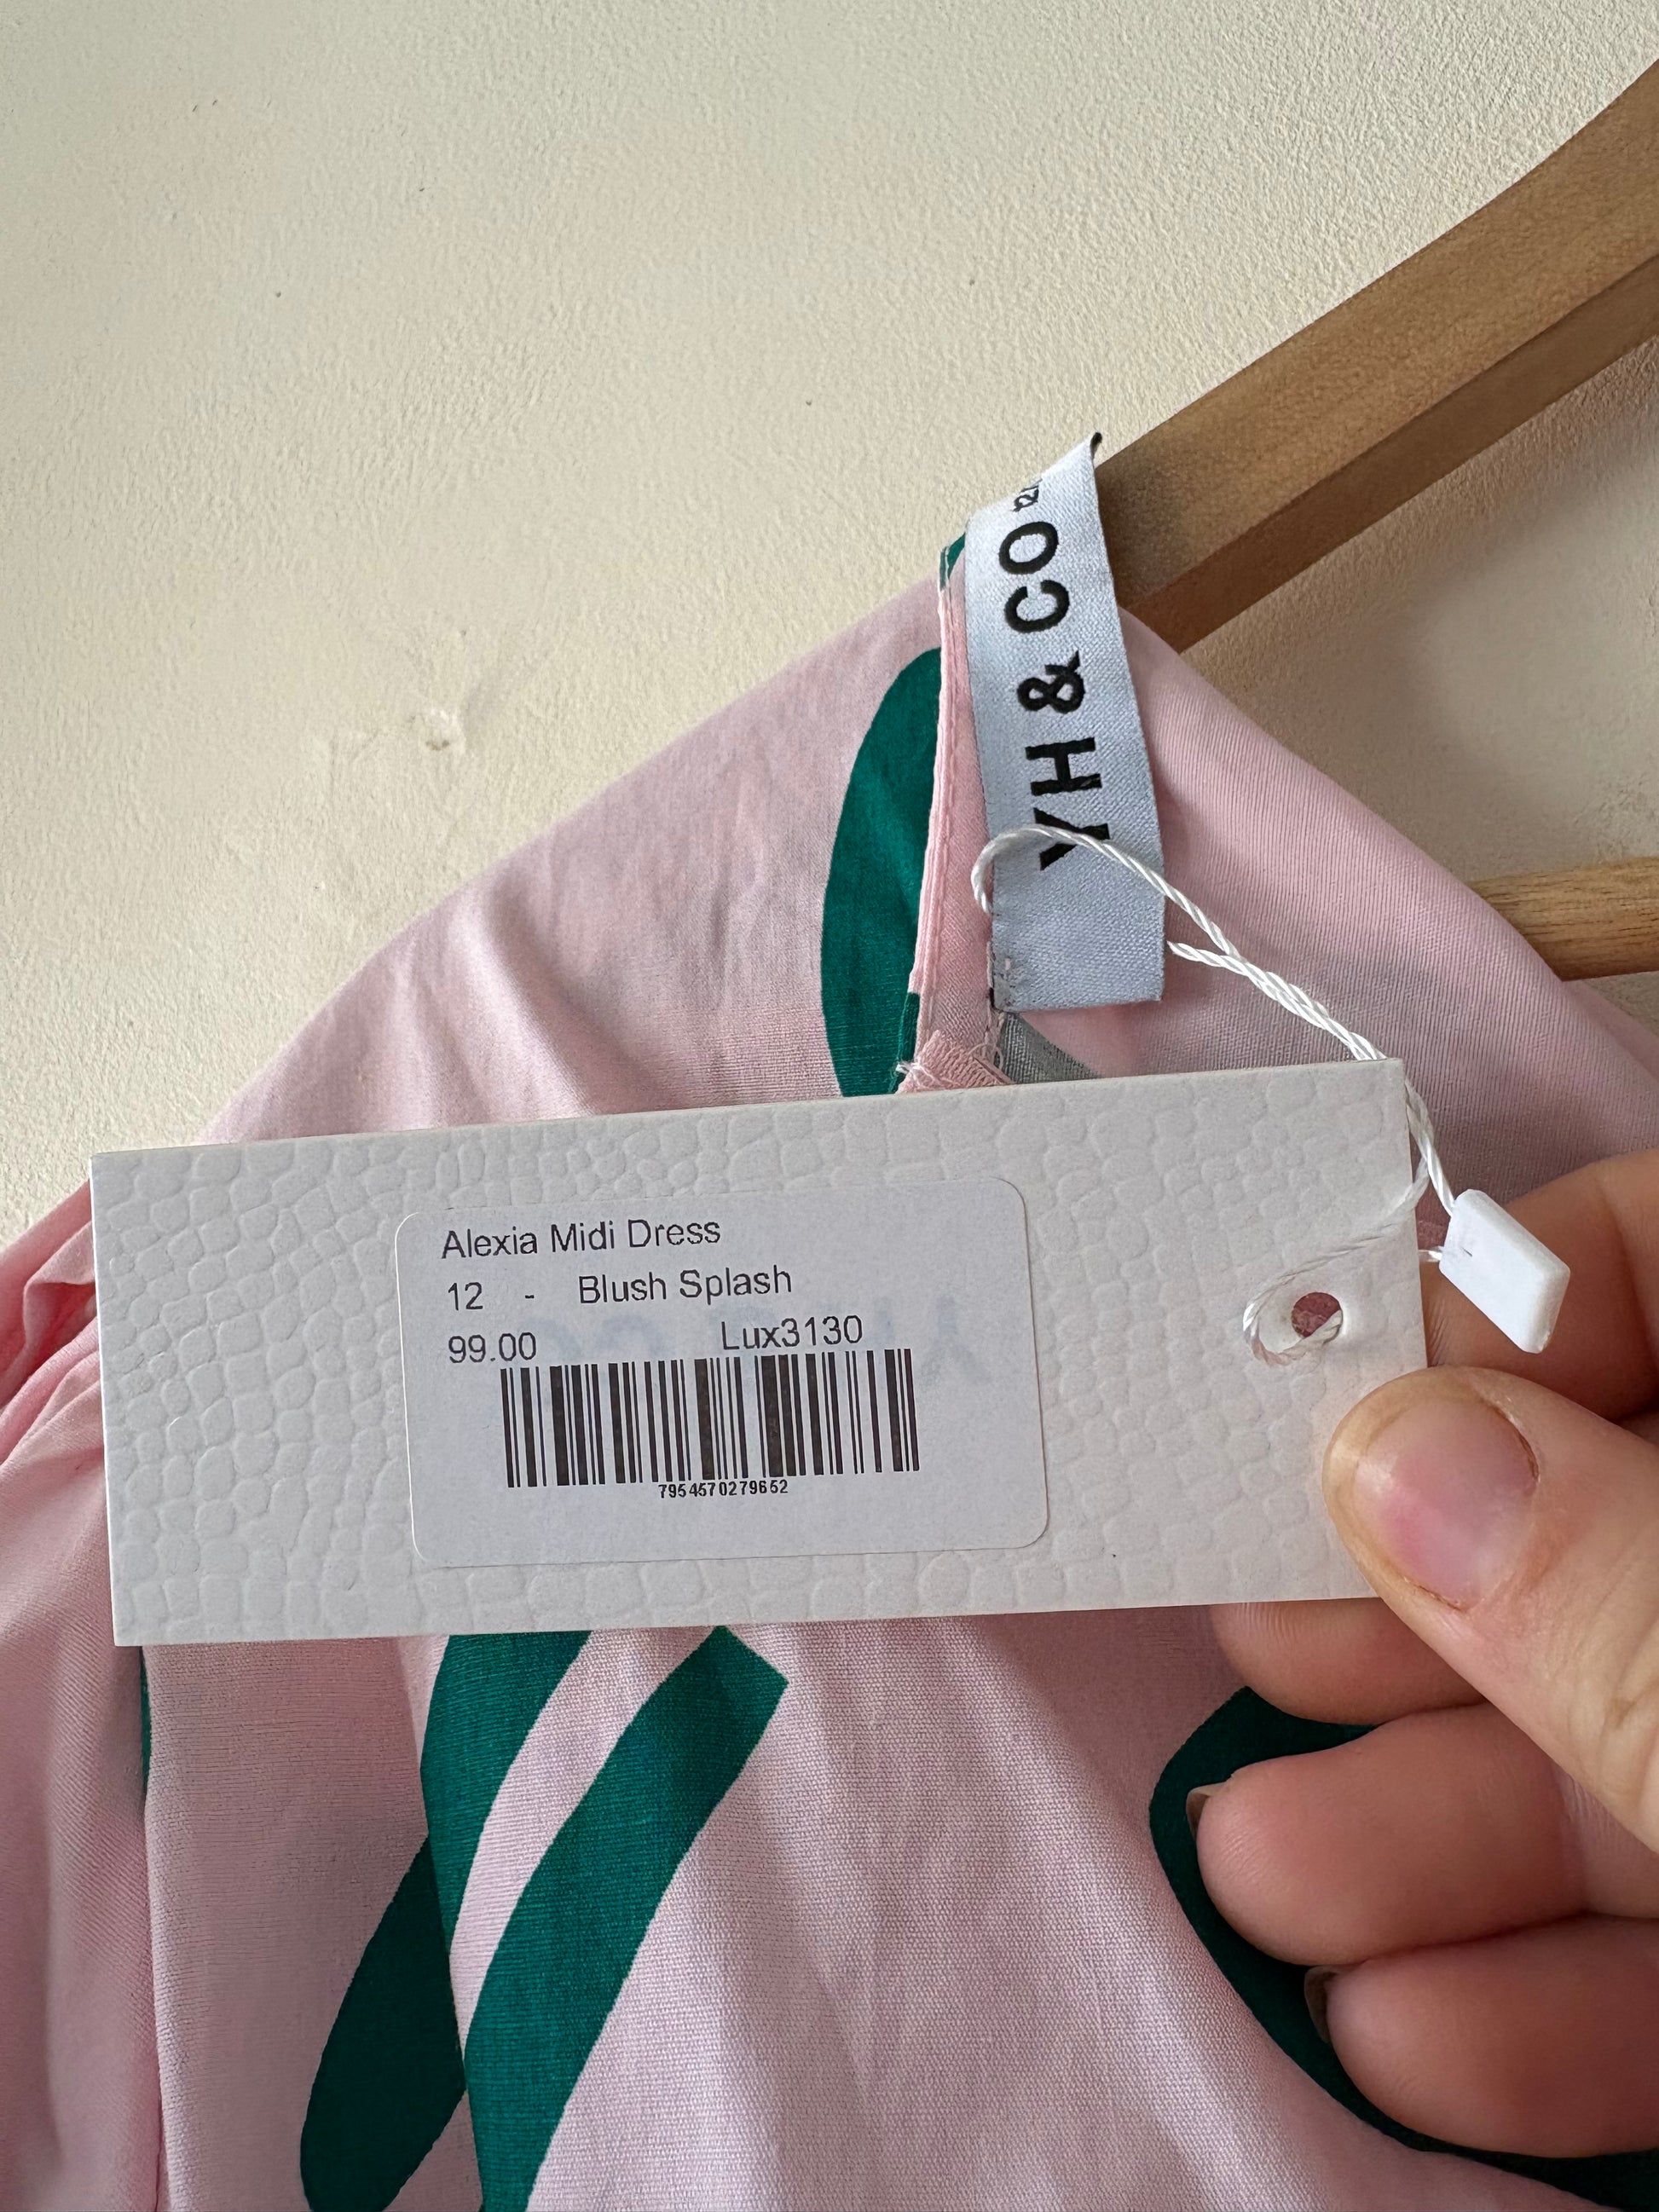 YH & CO
Alexia Midi Dress
12 - Blush Splash
99.00 Lux3130
7954570279652